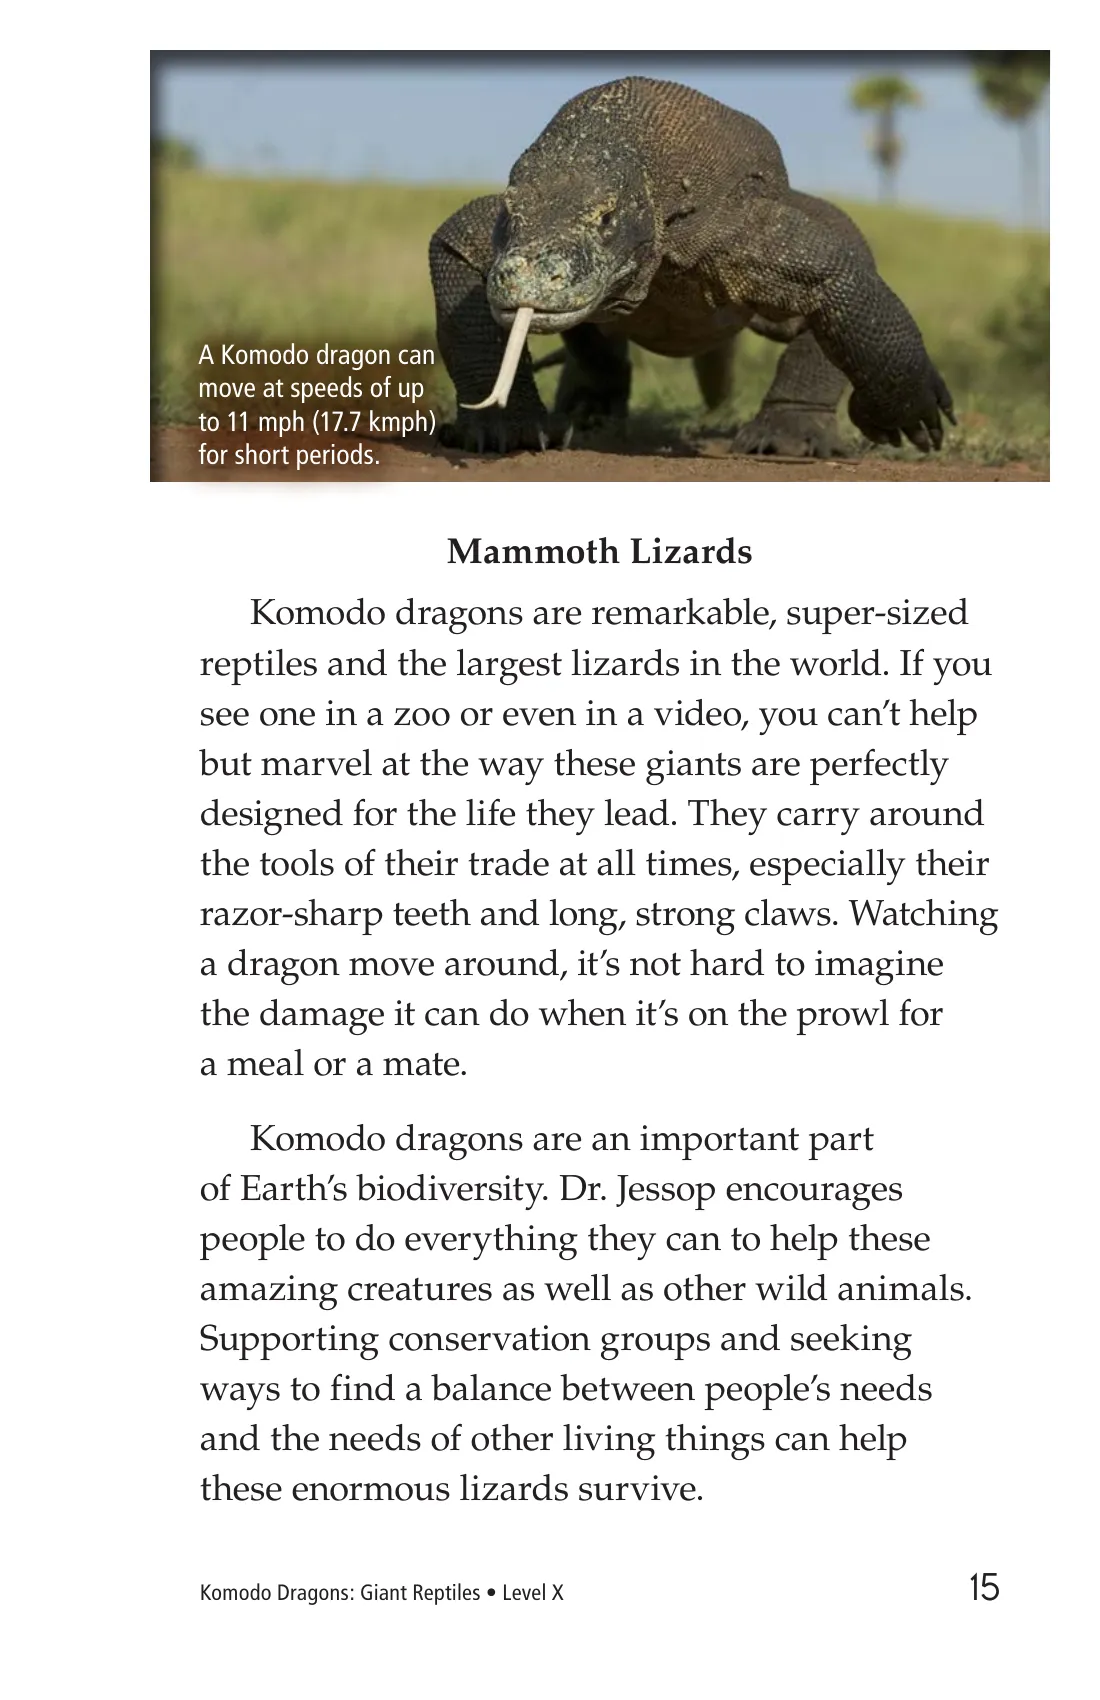 A Komodo dragon can
move at speeds of up
to 11 mph (17.7 kmph)
for short periods.
Mammoth Lizards
Komodo dragons are remarkable, super-sized
reptiles and the largest lizards in the world. If you
see one in a zoo or even in a video, you can’t help
but marvel at the way these giants are perfectly
designed for the life they lead. They carry around
the tools of their trade at all times, especially their
razor-sharp teeth and long, strong claws. Watching
a dragon move around, it’s not hard to imagine
the damage it can do when it’s on the prowl for
a meal or a mate.
Komodo dragons are an important part
of Earth’s biodiversity. Dr. Jessop encourages
people to do everything they can to help these
amazing creatures as well as other wild animals.
Supporting conservation groups and seeking
ways to find a balance between people’s needs
and the needs of other living things can help
these enormous lizards survive.
Komodo Dragons: Giant Reptiles • Level X
15